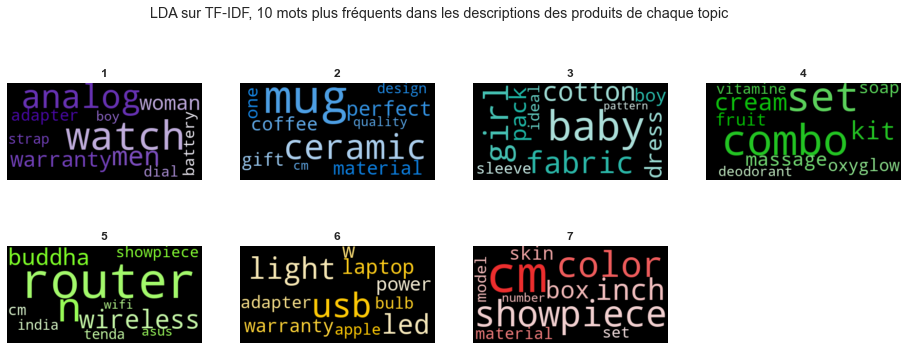 LDA sur TF-IDF, 10 mots plus fréquents dans les descriptions des produits de chaque topic
1
analog woman
adapter boy
strap watch battery
warranty men
dial
2
one mug design
perfect
coffee quality
ceramic
gift cm
material
3
girl pack ideal cotton boy
pattern
baby dress
fabric
sleeve
4
vitamine set soap
cream
fruit
combo kit
massage oxyglow
deodorant
5
buddha showpiece
router
cm n wifi
india wireless
tenda asus
6
light w
laptop
power
adapter usb bulb
warranty apple led
7
model skin color
cm
number box inch
showpiece
material set